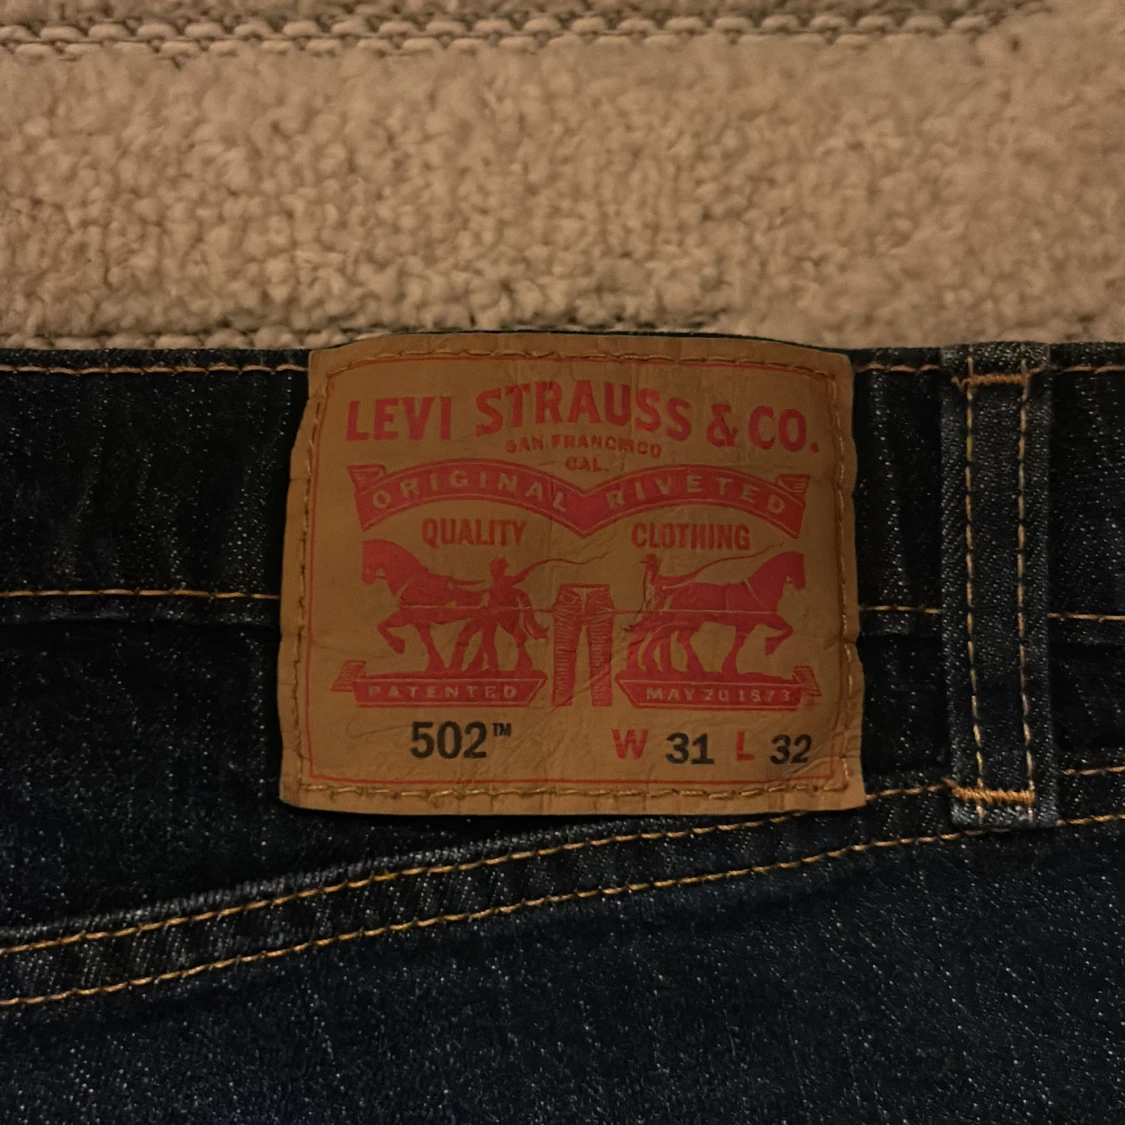 LEVI STRAUSS & CO.
SAN FRANCISCO
CAL.
ORIGINAL RIVETED
QUALITY CLOTHING
PATENTED MAY 20 1873
502™ W 31 L 32